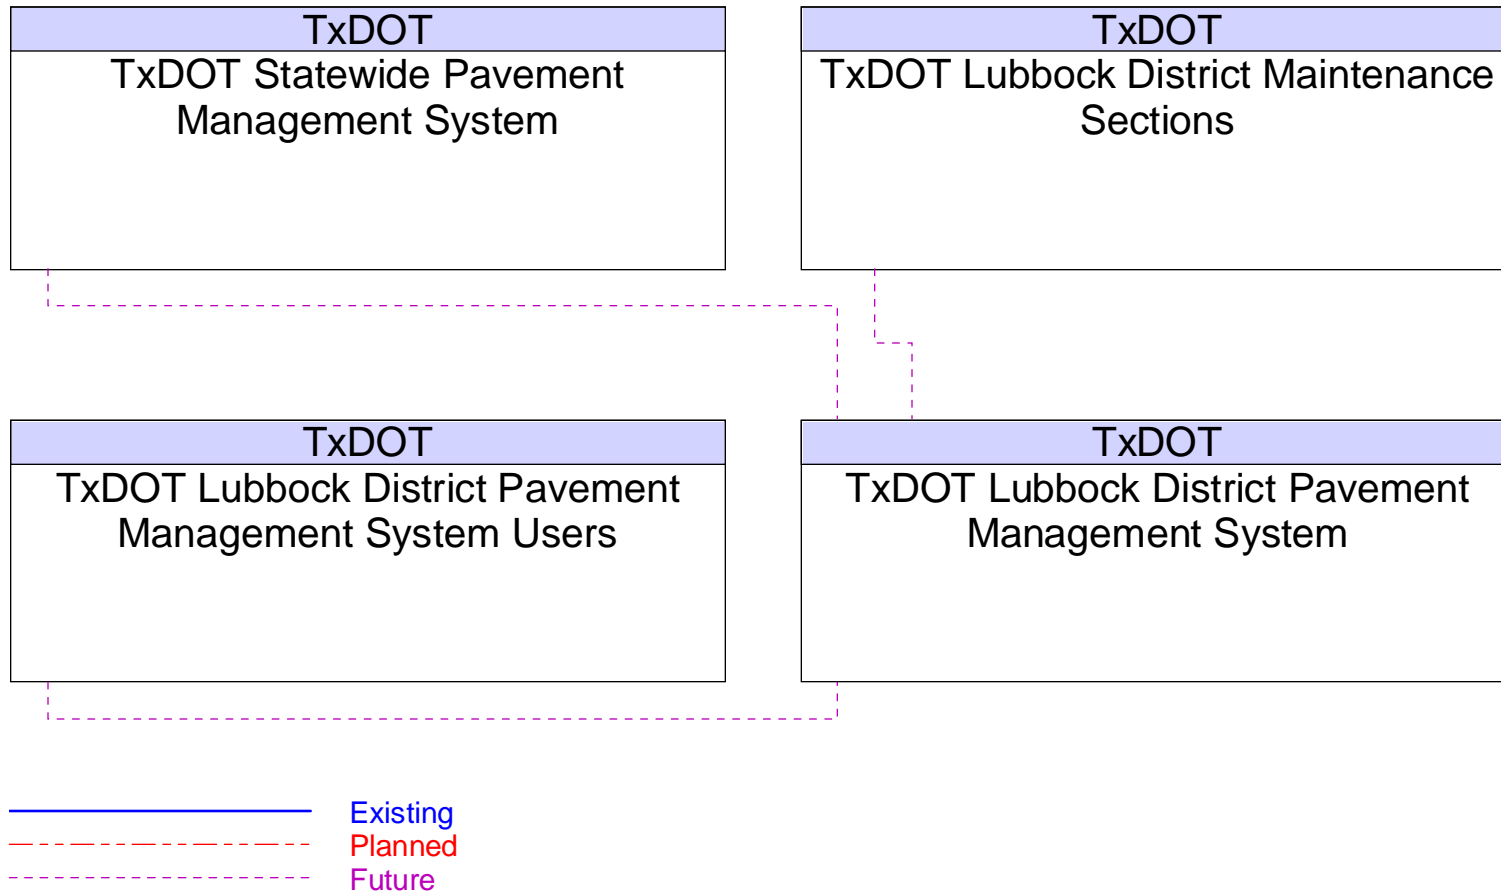 TxDOT
TxDOT Statewide Pavement
Management System
TxDOT
TxDOT Lubbock District Maintenance
Sections
TxDOT
TxDOT Lubbock District Pavement
Management System Users
TxDOT
TxDOT Lubbock District Pavement
Management System
Existing
Planned
Future